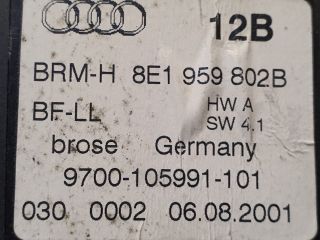 12B
BRM-H 8E1 959 802B
BF-LL HW A
SW 4.1
brose Germany
9700-105991-101
030 0002 06.08.2001